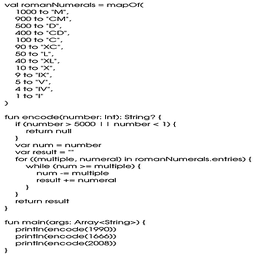 val romanNumerals = mapOf(
    1000 to "M",
    900 to "CM",
    500 to "D",
    400 to "CD",
    100 to "C",
    90 to "XC",
    50 to "L",
    40 to "XL",
    10 to "X",
    9 to "IX",
    5 to "V",
    4 to "IV",
    1 to "I"
)
fun encode(number: Int): String? {
    if (number > 5000 || number < 1) {
        return null
    }
    var num = number
    var result = ""
    for ((multiple, numeral) in romanNumerals.entries) {
        while (num >= multiple) {
            num -= multiple
            result += numeral
        }
    }
    return result
}
fun main(args: Array<String>) {
    println(encode(1990))
    println(encode(1666))
    println(encode(2008))
}